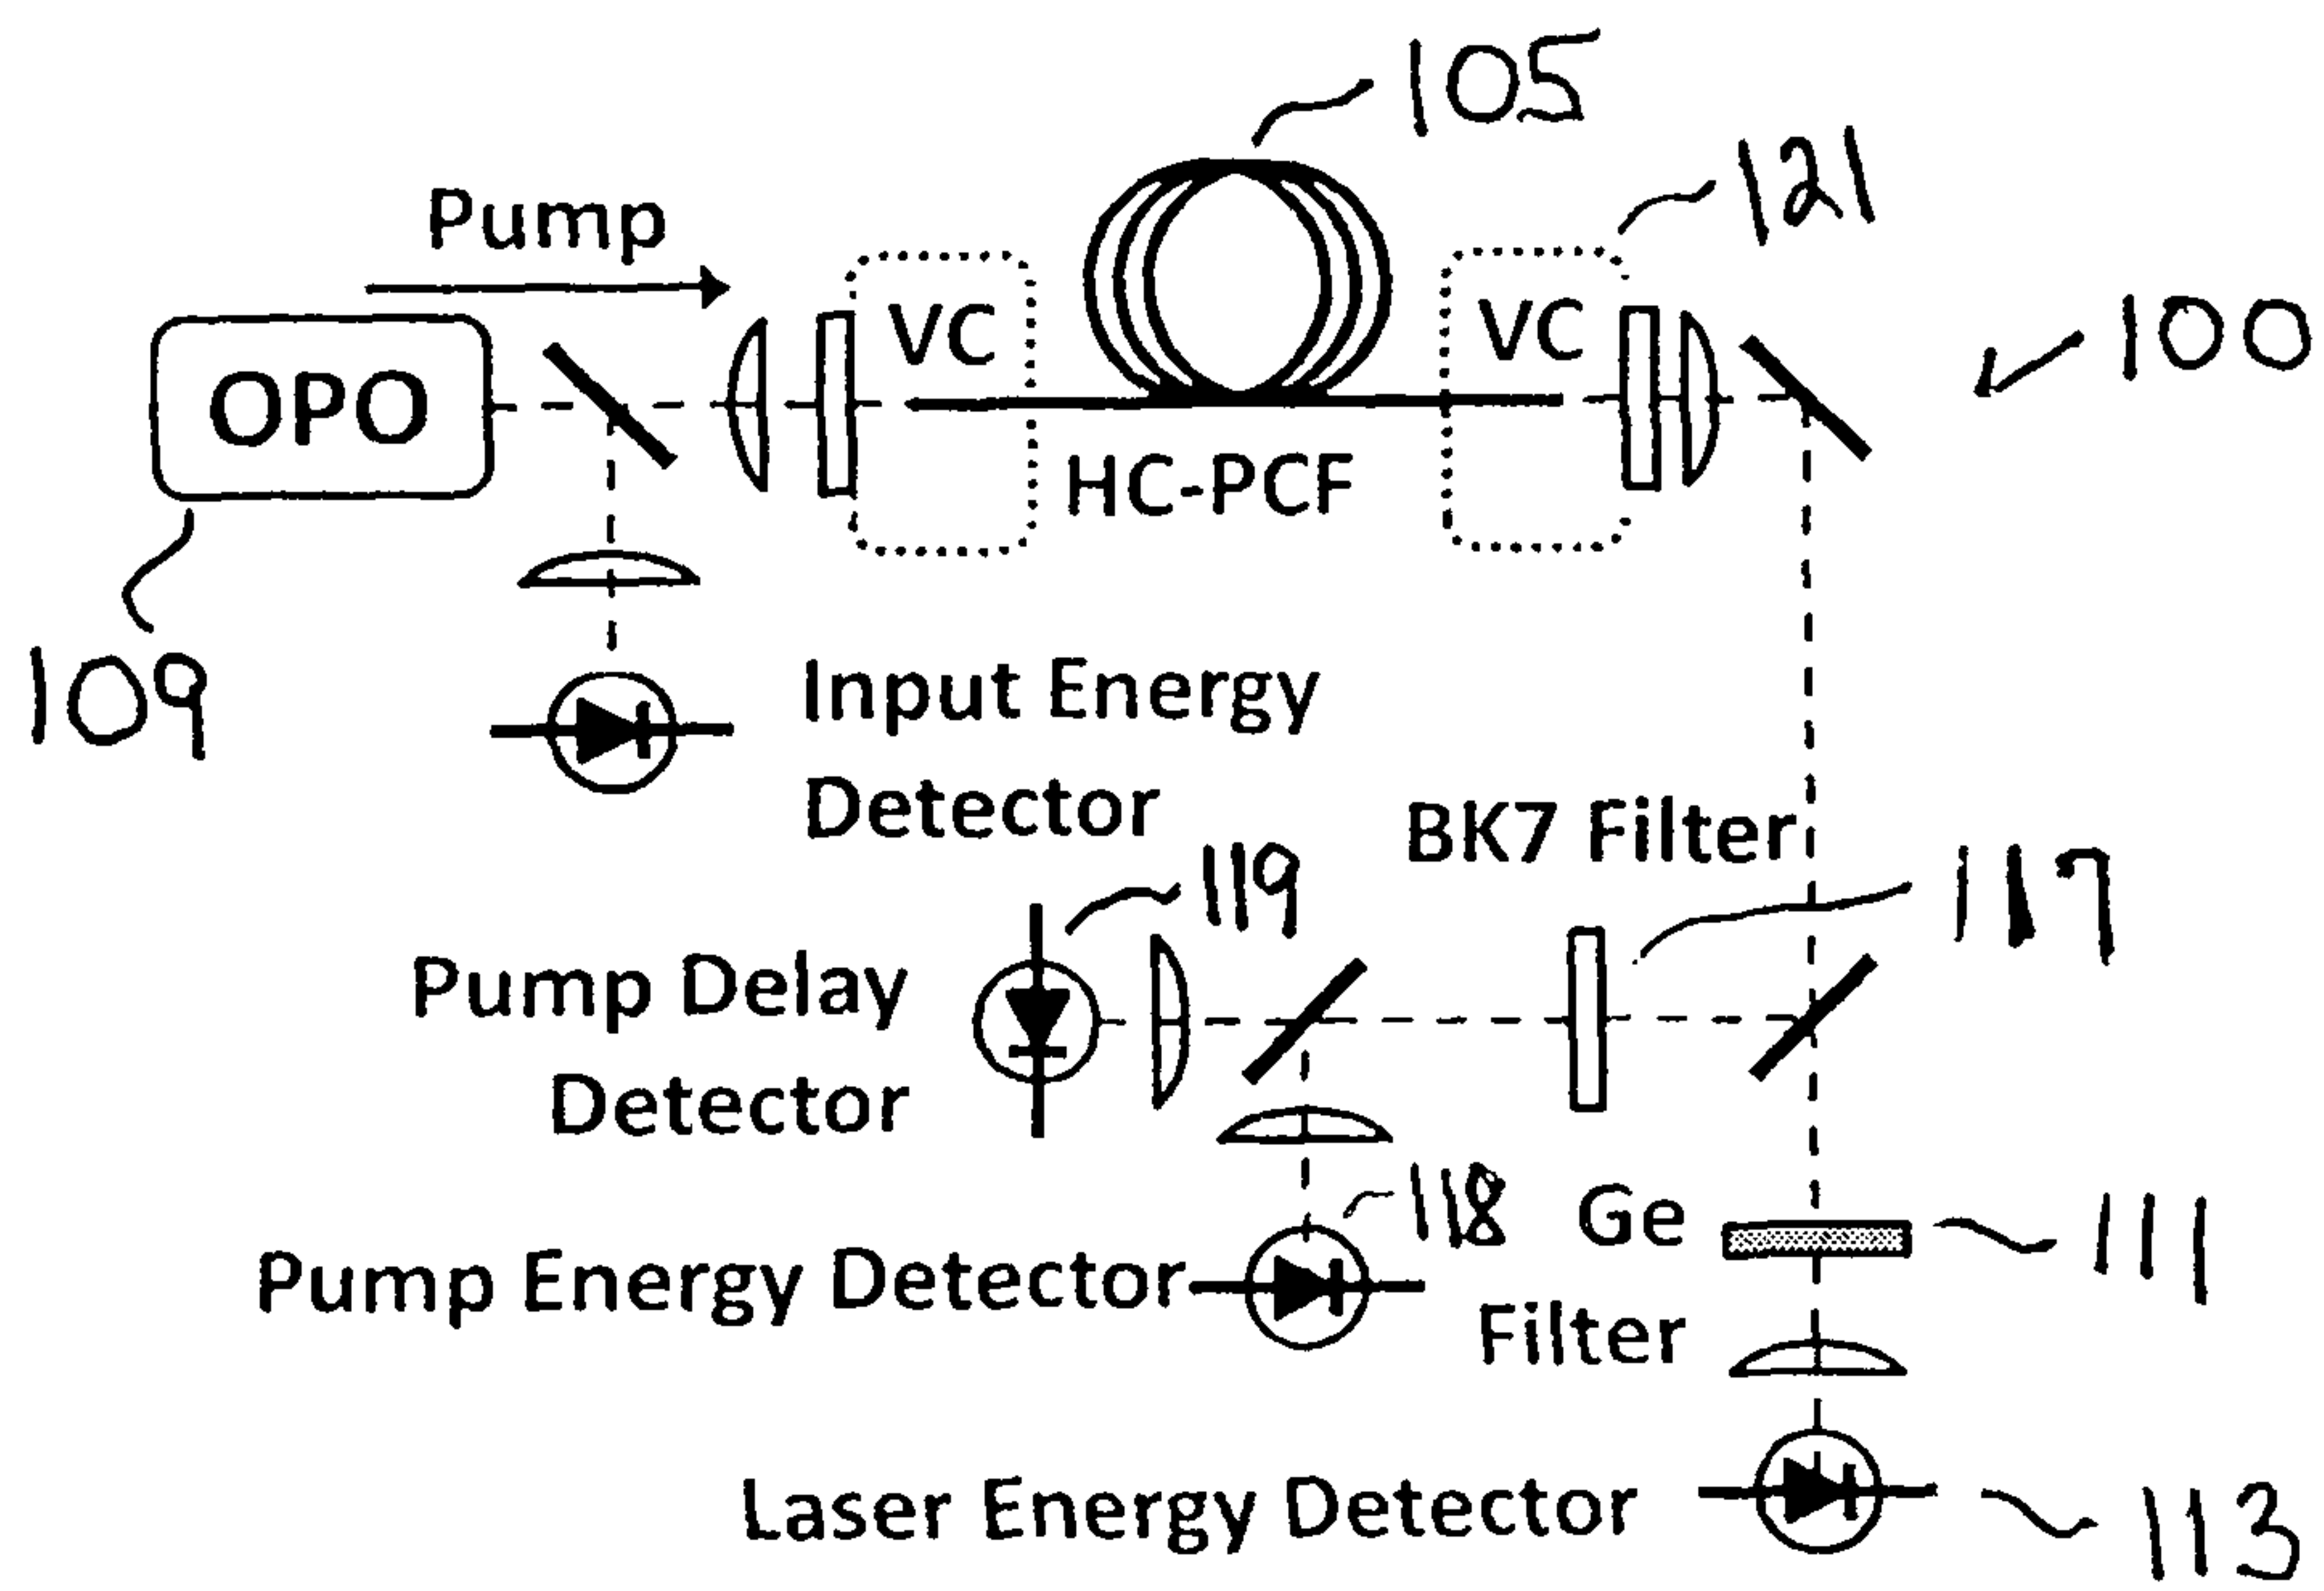 105
121
Pump
VC
VC
100
OPO
HC-PCF
109
Input Energy
Detector
BK7 Filter
119
117
Pump Delay
Detector
118
Ge
Filter
111
Pump Energy Detector
Laser Energy Detector
113